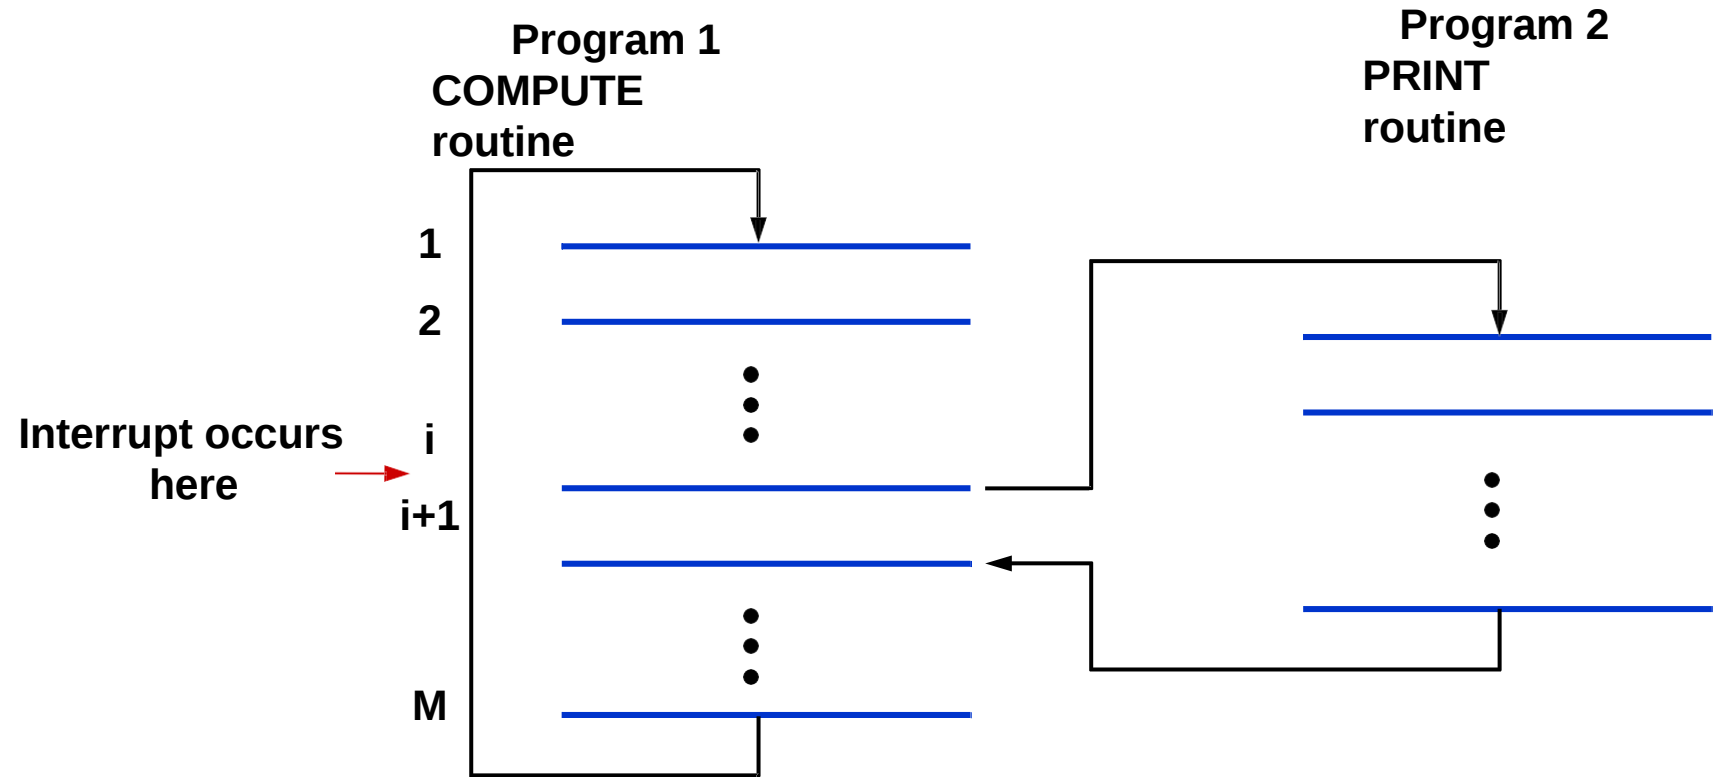 Program 1
COMPUTE
routine
Program 2
PRINT
routine
1
2
Interrupt occurs
here
i
i+1
M